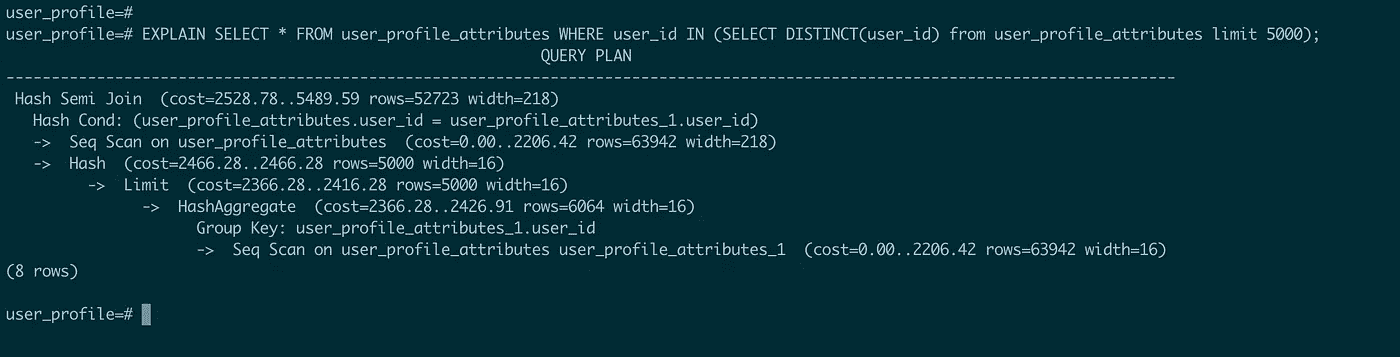 user_profile=#
user_profile=# EXPLAIN SELECT * FROM user_profile_attributes WHERE user_id IN (SELECT DISTINCT(user_id) from user_profile_attributes limit 5000);
QUERY PLAN
---------------------------------------------------------------------------------------------------------------------------------
Hash Semi Join  (cost=2528.78..5489.59 rows=52723 width=218)
Hash Cond: (user_profile_attributes.user_id = user_profile_attributes_1.user_id)
->  Seq Scan on user_profile_attributes  (cost=0.00..2206.42 rows=63942 width=218)
->  Hash  (cost=2466.28..2466.28 rows=5000 width=16)
->  Limit  (cost=2366.28..2416.28 rows=5000 width=16)
->  HashAggregate  (cost=2366.28..2426.91 rows=6064 width=16)
Group Key: user_profile_attributes_1.user_id
->  Seq Scan on user_profile_attributes user_profile_attributes_1  (cost=0.00..2206.42 rows=63942 width=16)
(8 rows)
user_profile=#